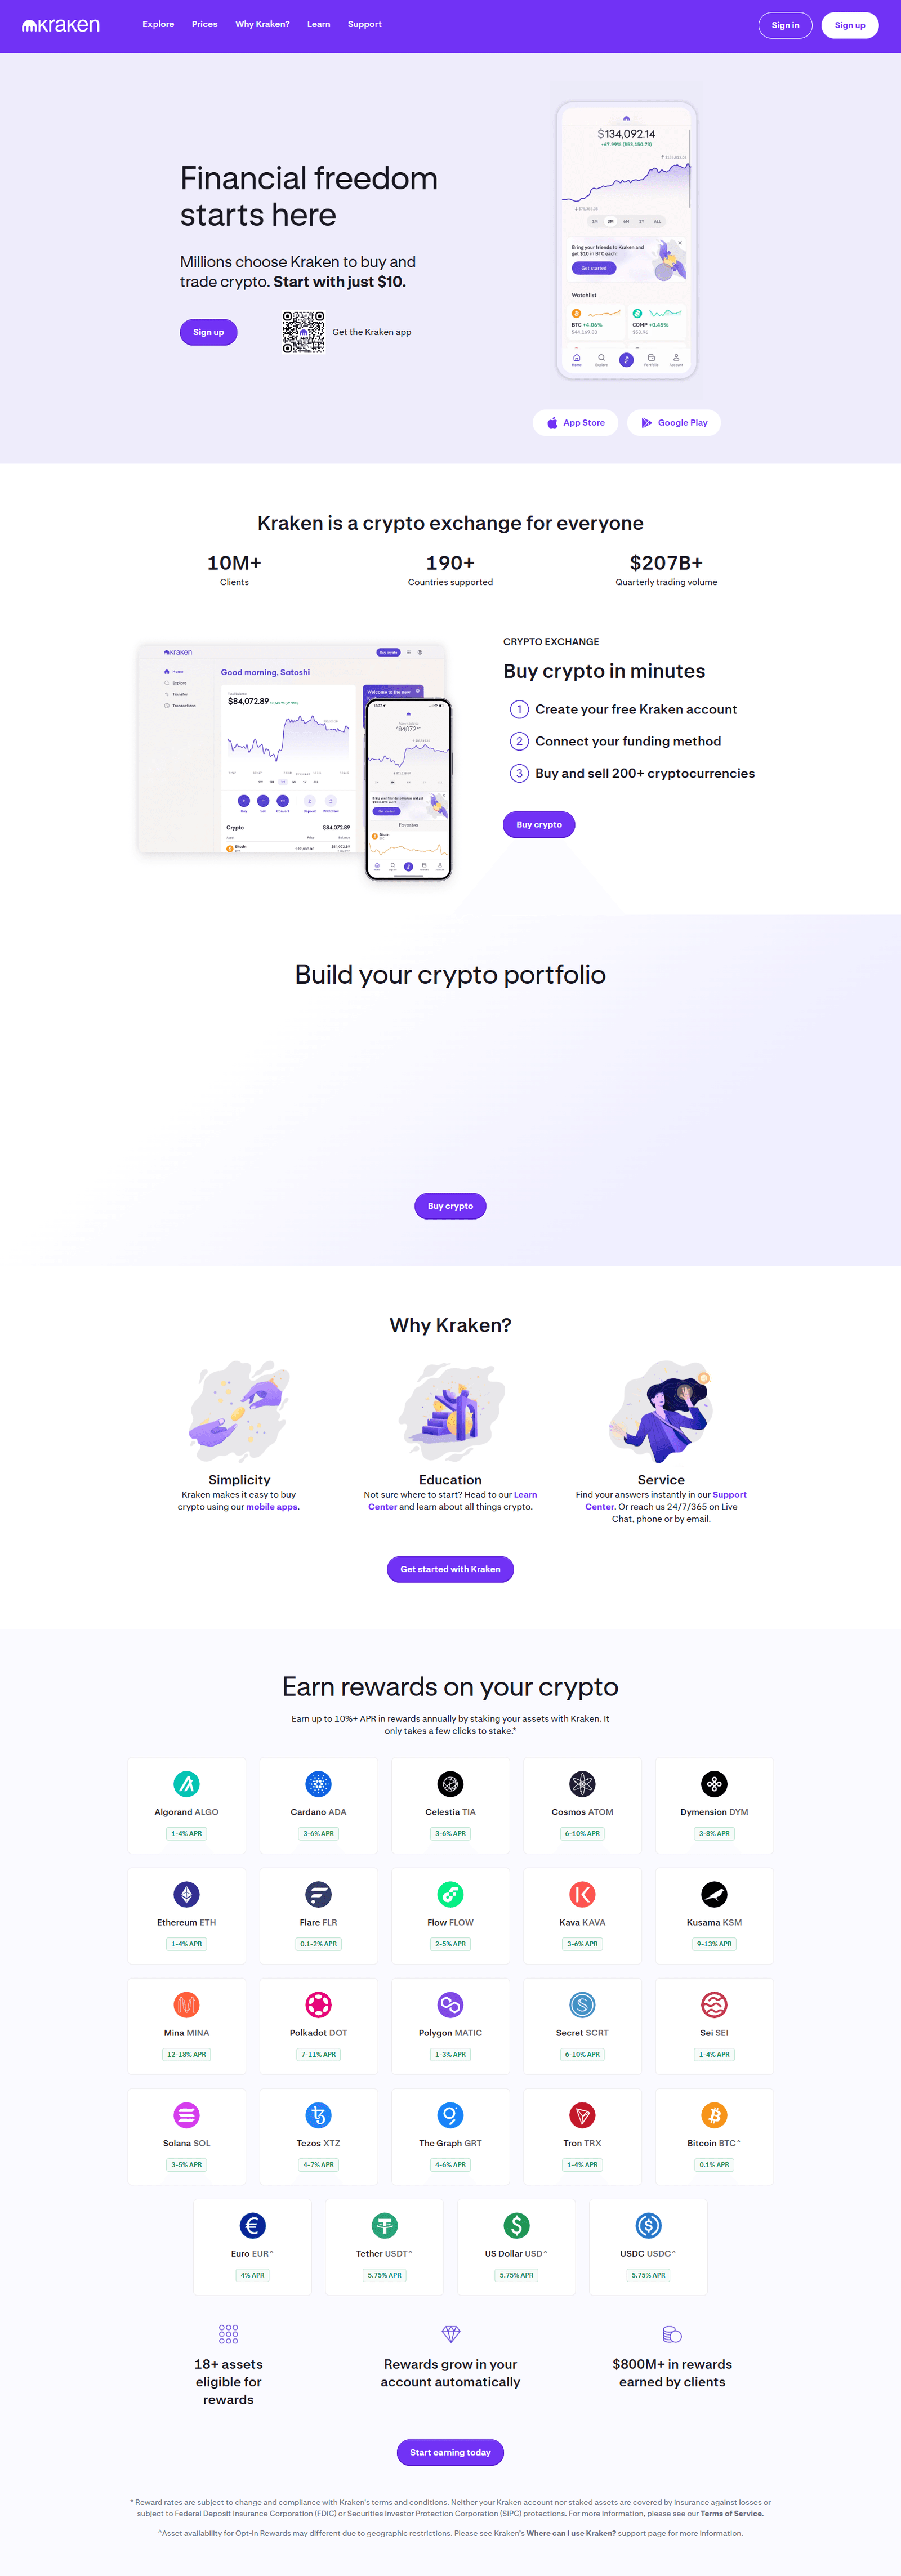 kraken
Explore Prices Why Kraken? Learn Support
Sign in Sign up
Financial freedom
starts here
Millions choose Kraken to buy and
trade crypto. Start with just $10.
Sign up
Get the Kraken app
$134,092.14
+67.99% ($53,150.73)
1W 3M 6M 1Y ALL
Bring your friends to Kraken and
get $10 in BTC each!
Get started
Watchlist
BTC +4.06%
$44,169.80
COMP +0.45%
$53.96
Home Explore Portfolio Account
App Store
Google Play
Kraken is a crypto exchange for everyone
10M+
Clients
190+
Countries supported
$207B+
Quarterly trading volume
kraken
Buy crypto
Home
Explore
Transfer
Transactions
Good morning, Satoshi
$84,072.89
Welcome to the new
Buy Sell Convert Deposit Withdraw
Crypto $84,072.89
Bitcoin
Bring your friends to Kraken and
get $10 in BTC each!
Get started
Favorites
Bitcoin
CRYPTO EXCHANGE
Buy crypto in minutes
1 Create your free Kraken account
2 Connect your funding method
3 Buy and sell 200+ cryptocurrencies
Buy crypto
Build your crypto portfolio
Buy crypto
Why Kraken?
Simplicity
Kraken makes it easy to buy
crypto using our mobile apps.
Education
Not sure where to start? Head to our Learn
Center and learn about all things crypto.
Service
Find your answers instantly in our Support
Center. Or reach us 24/7/365 on Live
Chat, phone or by email.
Get started with Kraken
Earn rewards on your crypto
Earn up to 10%+ APR in rewards annually by staking your assets with Kraken. It
only takes a few clicks to stake.*
Algorand ALGO
1-4% APR
Cardano ADA
3-6% APR
Celestia TIA
3-6% APR
Cosmos ATOM
6-10% APR
Dymension DYM
3-8% APR
Ethereum ETH
1-4% APR
Flare FLR
0.1-2% APR
Flow FLOW
2-5% APR
Kava KAVA
3-6% APR
Kusama KSM
9-13% APR
Mina MINA
12-18% APR
Polkadot DOT
7-11% APR
Polygon MATIC
1-3% APR
Secret SCRT
6-10% APR
Sei SEI
1-4% APR
Solana SOL
3-5% APR
Tezos XTZ
4-7% APR
The Graph GRT
4-6% APR
Tron TRX
1-4% APR
Bitcoin BTC^
0.1% APR
Euro EUR^
4% APR
Tether USDT^
5.75% APR
US Dollar USD^
5.75% APR
USDC USDC^
5.75% APR
18+ assets
eligible for
rewards
Rewards grow in your
account automatically
$800M+ in rewards
earned by clients
Start earning today
* Reward rates are subject to change and compliance with Kraken's terms and conditions. Neither your Kraken account nor staked assets are covered by insurance against losses or
subject to Federal Deposit Insurance Corporation (FDIC) or Securities Investor Protection Corporation (SIPC) protections. For more information, please see our Terms of Service.
^Asset availability for Opt-In Rewards may different due to geographic restrictions. Please see Kraken's Where can I use Kraken? support page for more information.